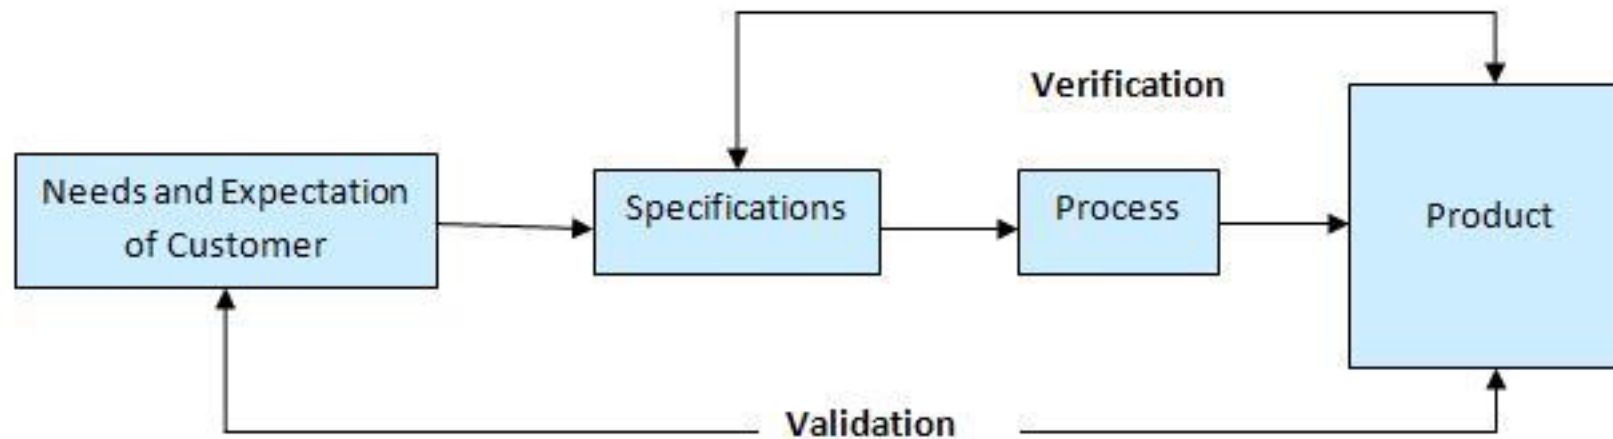 Verification
Needs and Expectation
of Customer
Specifications
Process
Product
Validation